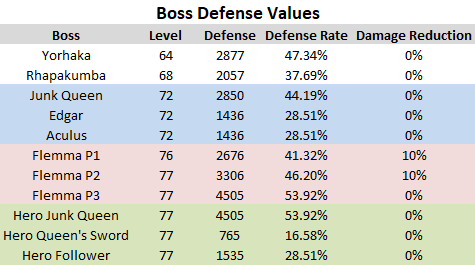 Boss Defense Values
Boss Level Defense Defense Rate Damage Reduction
Yorhaka 64 2877 47.34% 0%
Rhapakumba 68 2057 37.69% 0%
Junk Queen 72 2850 44.19% 0%
Edgar 72 1436 28.51% 0%
Aculus 72 1436 28.51% 0%
Flemma P1 76 2676 41.32% 10%
Flemma P2 77 3306 46.20% 10%
Flemma P3 77 4505 53.92% 0%
Hero Junk Queen 77 4505 53.92% 0%
Hero Queen's Sword 77 765 16.58% 0%
Hero Follower 77 1535 28.51% 0%